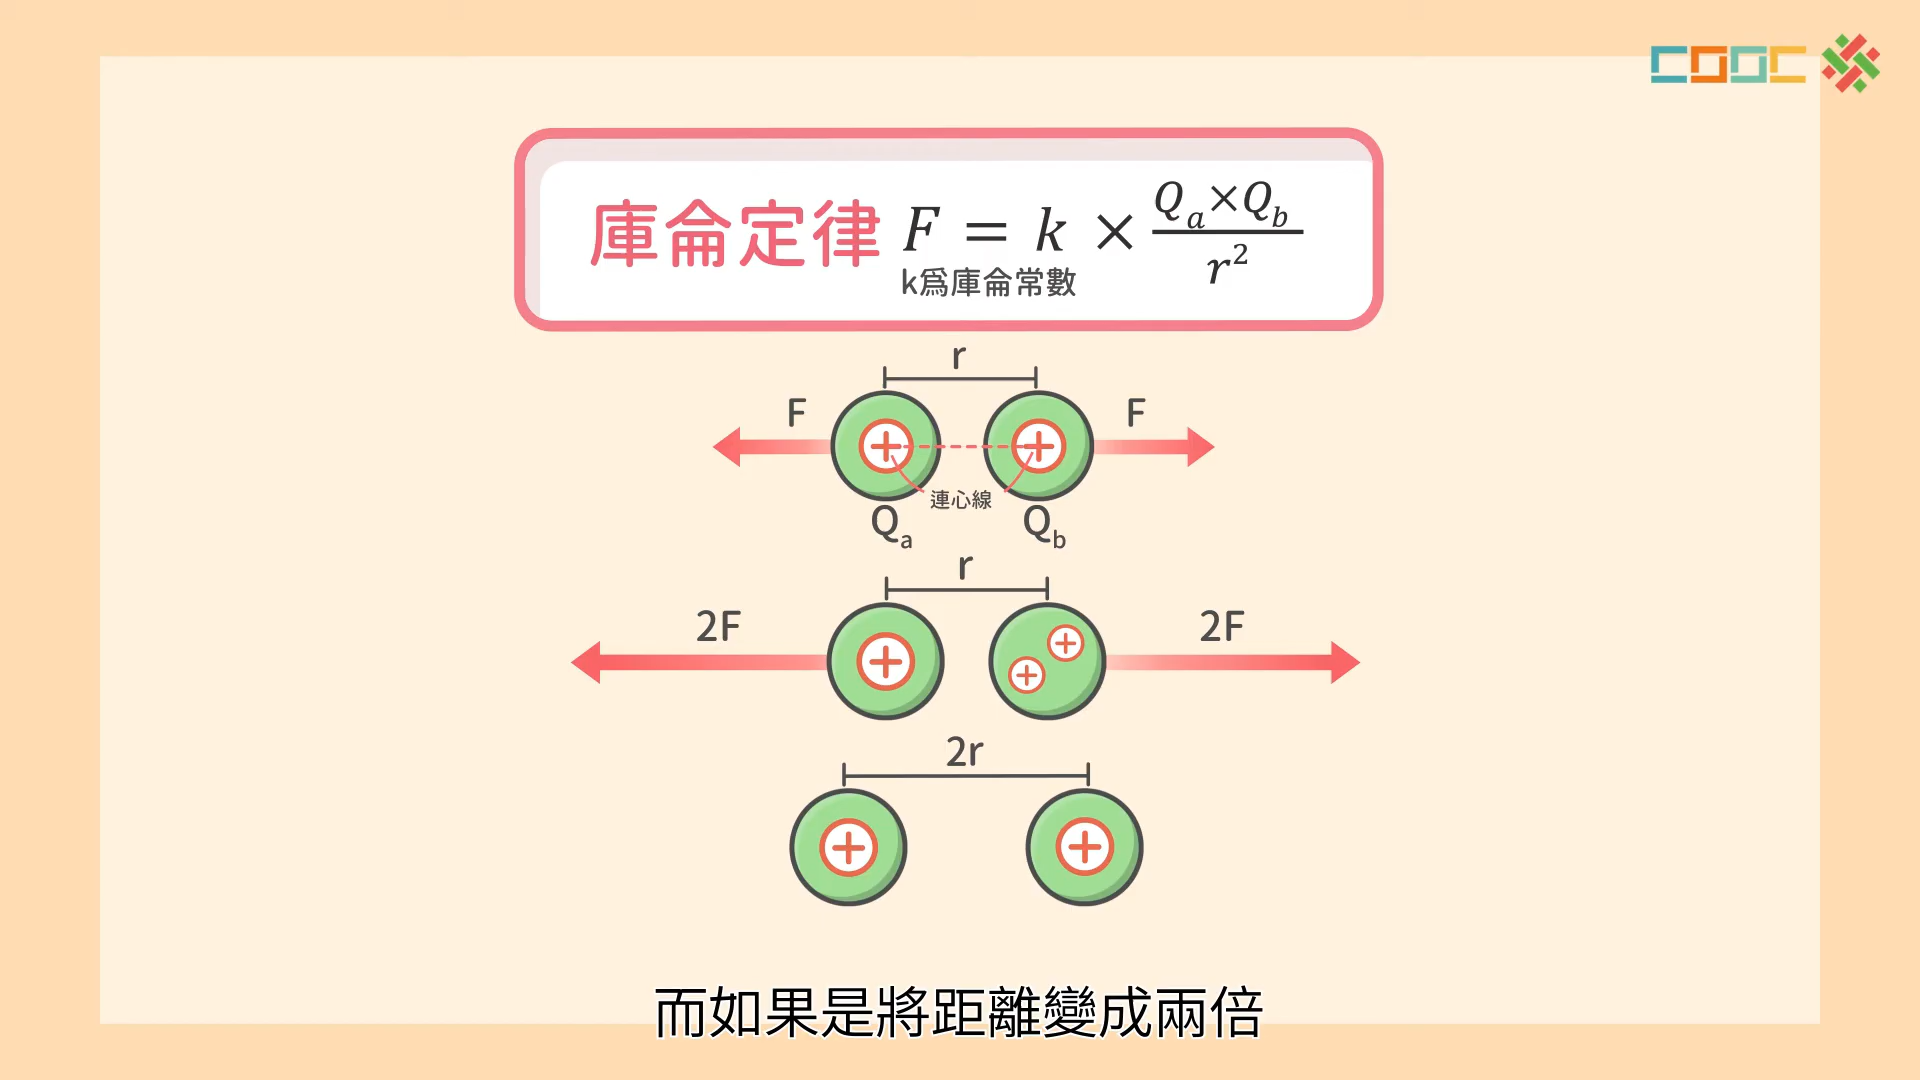 COOC
庫侖定律 F = k × Qa×Qb / r²
k爲庫侖常數
r
F F
連心線
Qa Qb
r
2F 2F
2r
而如果是將距離變成兩倍